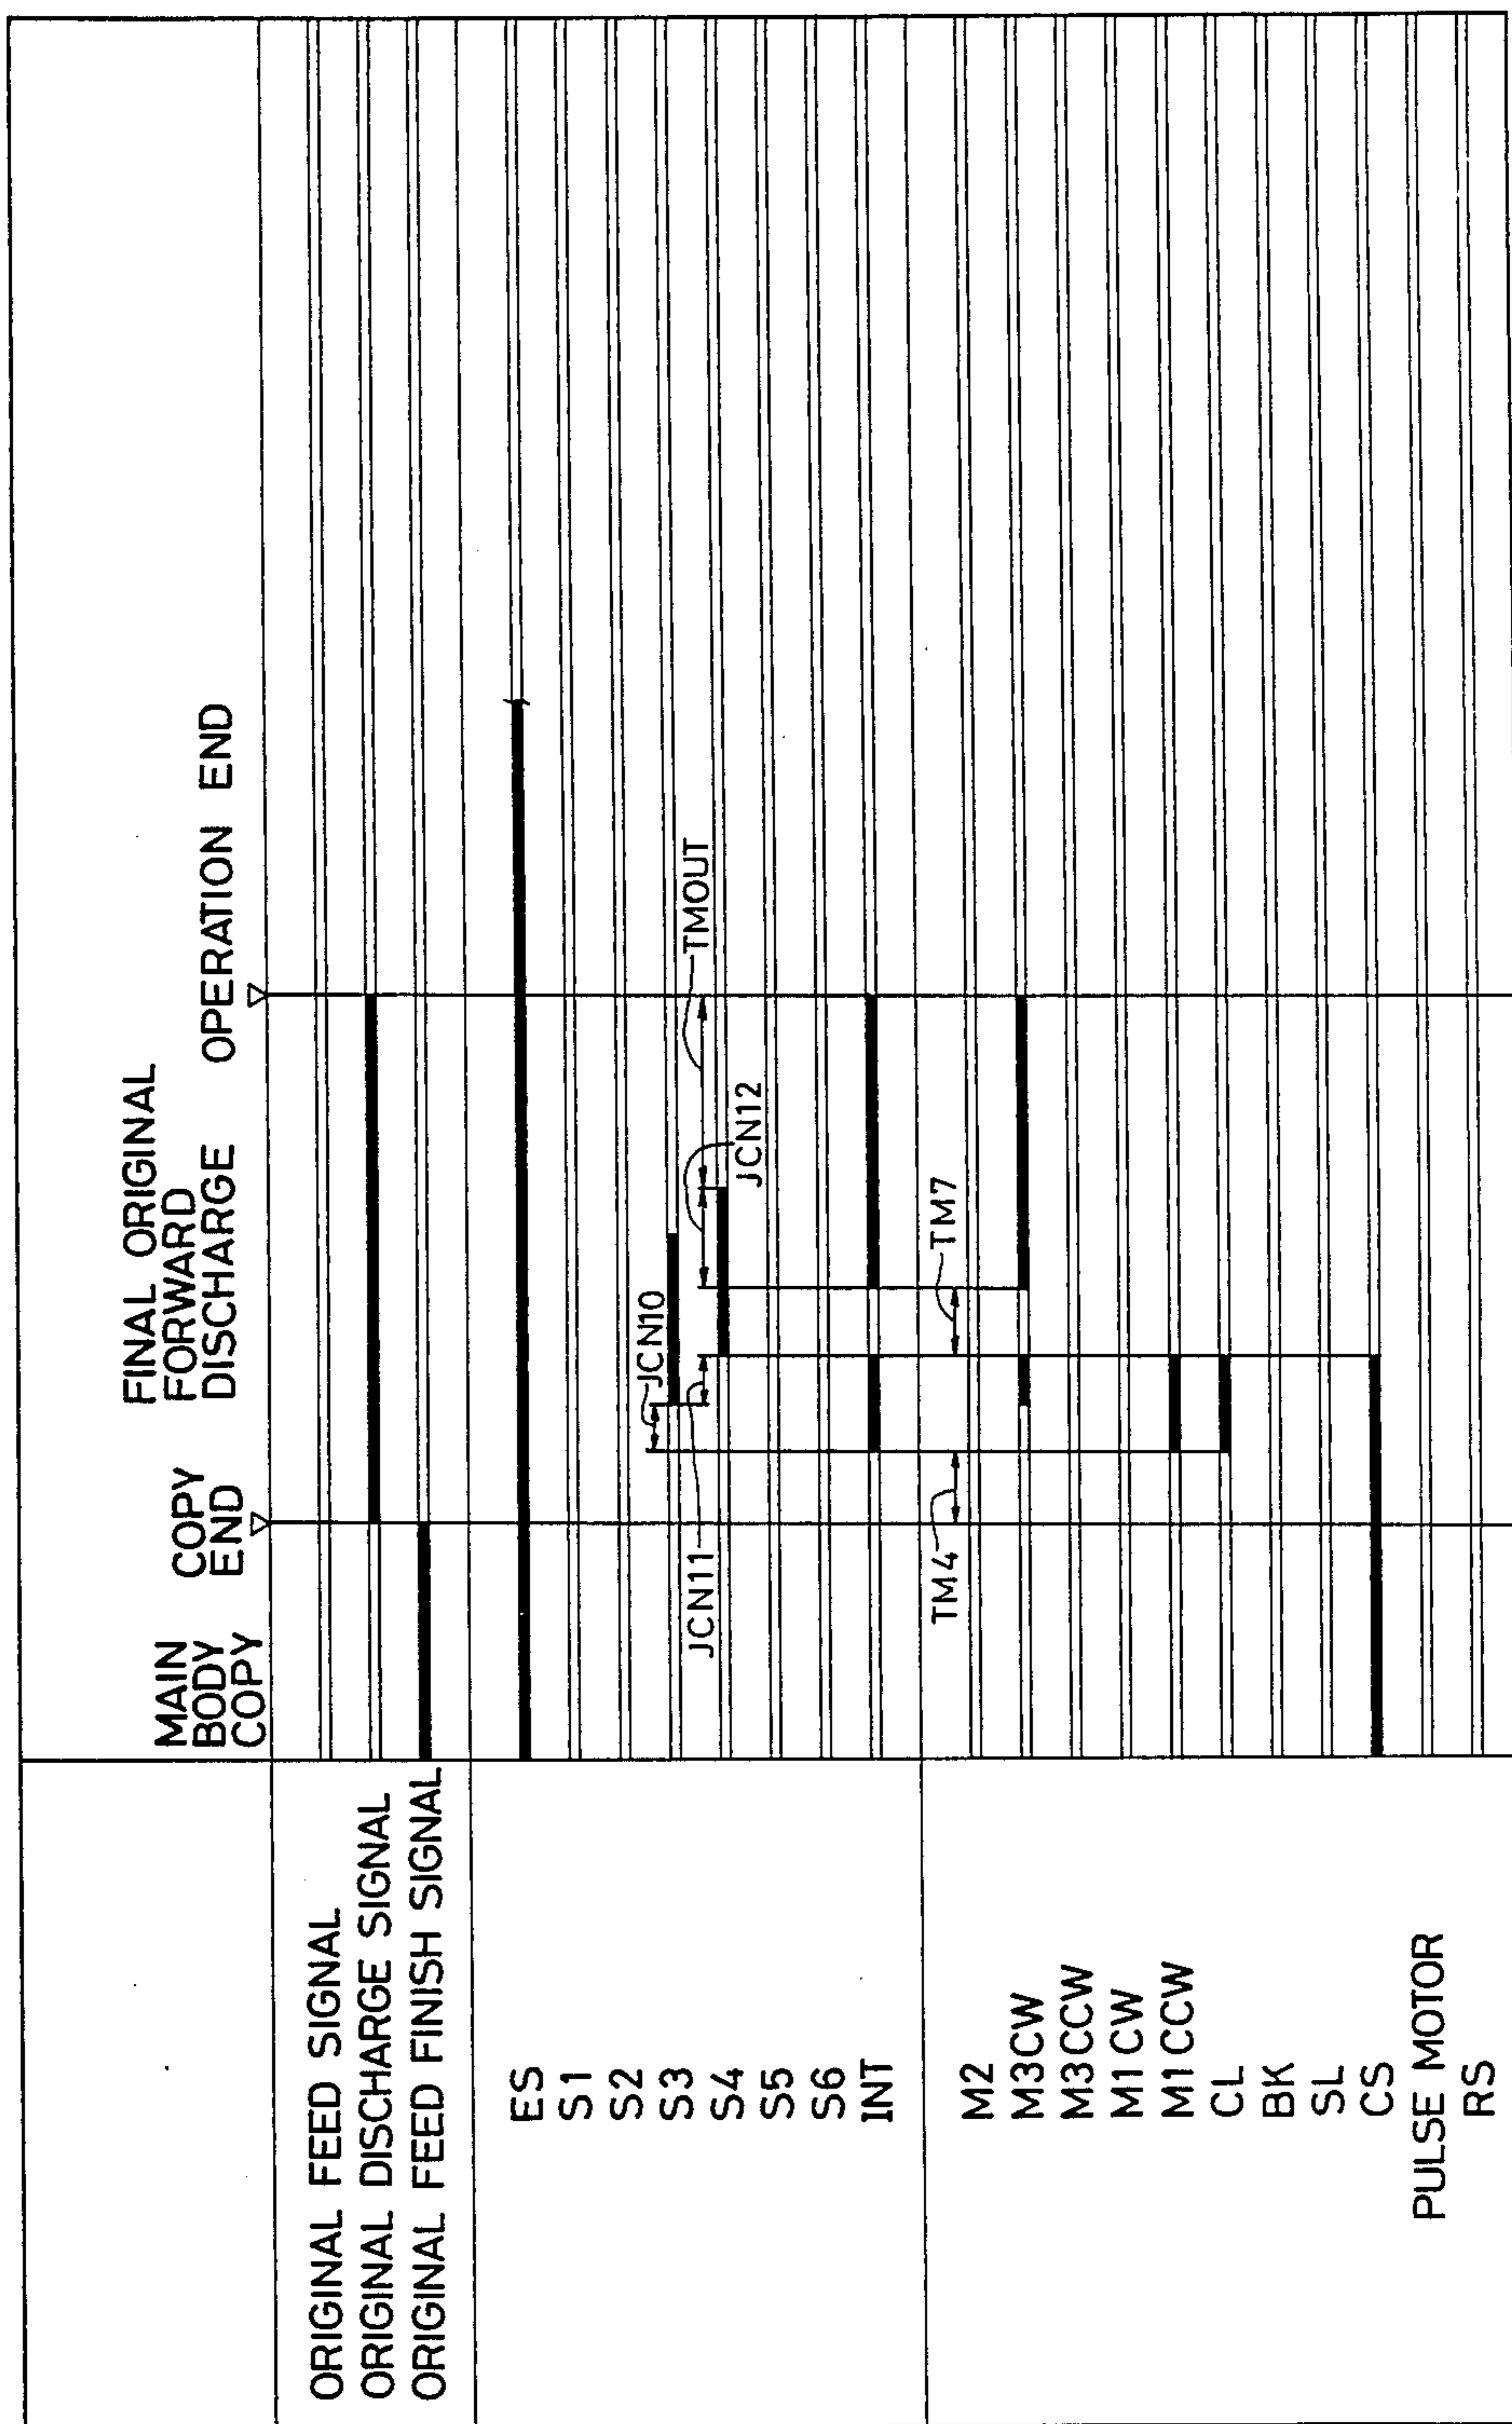 MAIN
BODY
COPY
COPY
END
FINAL ORIGINAL
FORWARD
DISCHARGE
OPERATION END
ORIGINAL FEED SIGNAL
ORIGINAL DISCHARGE SIGNAL
ORIGINAL FEED FINISH SIGNAL
ES
S1
S2
S3
S4
S5
S6
INT
JCN10
JCN11
JCN12
TMOUT
M2
M3CW
M3CCW
M1CW
M1CCW
CL
BK
SL
CS
PULSE MOTOR
RS
TM4
TM7